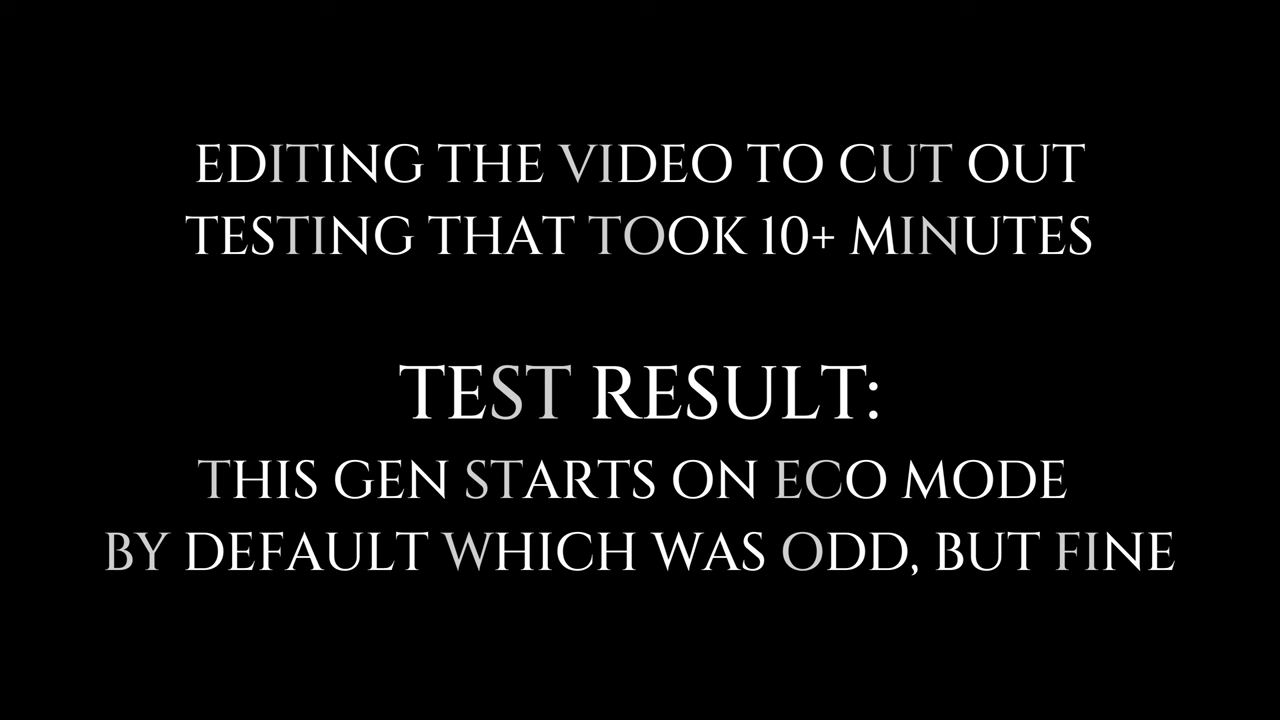 EDITING THE VIDEO TO CUT OUT
TESTING THAT TOOK 10+ MINUTES
TEST RESULT:
THIS GEN STARTS ON ECO MODE
BY DEFAULT WHICH WAS ODD, BUT FINE